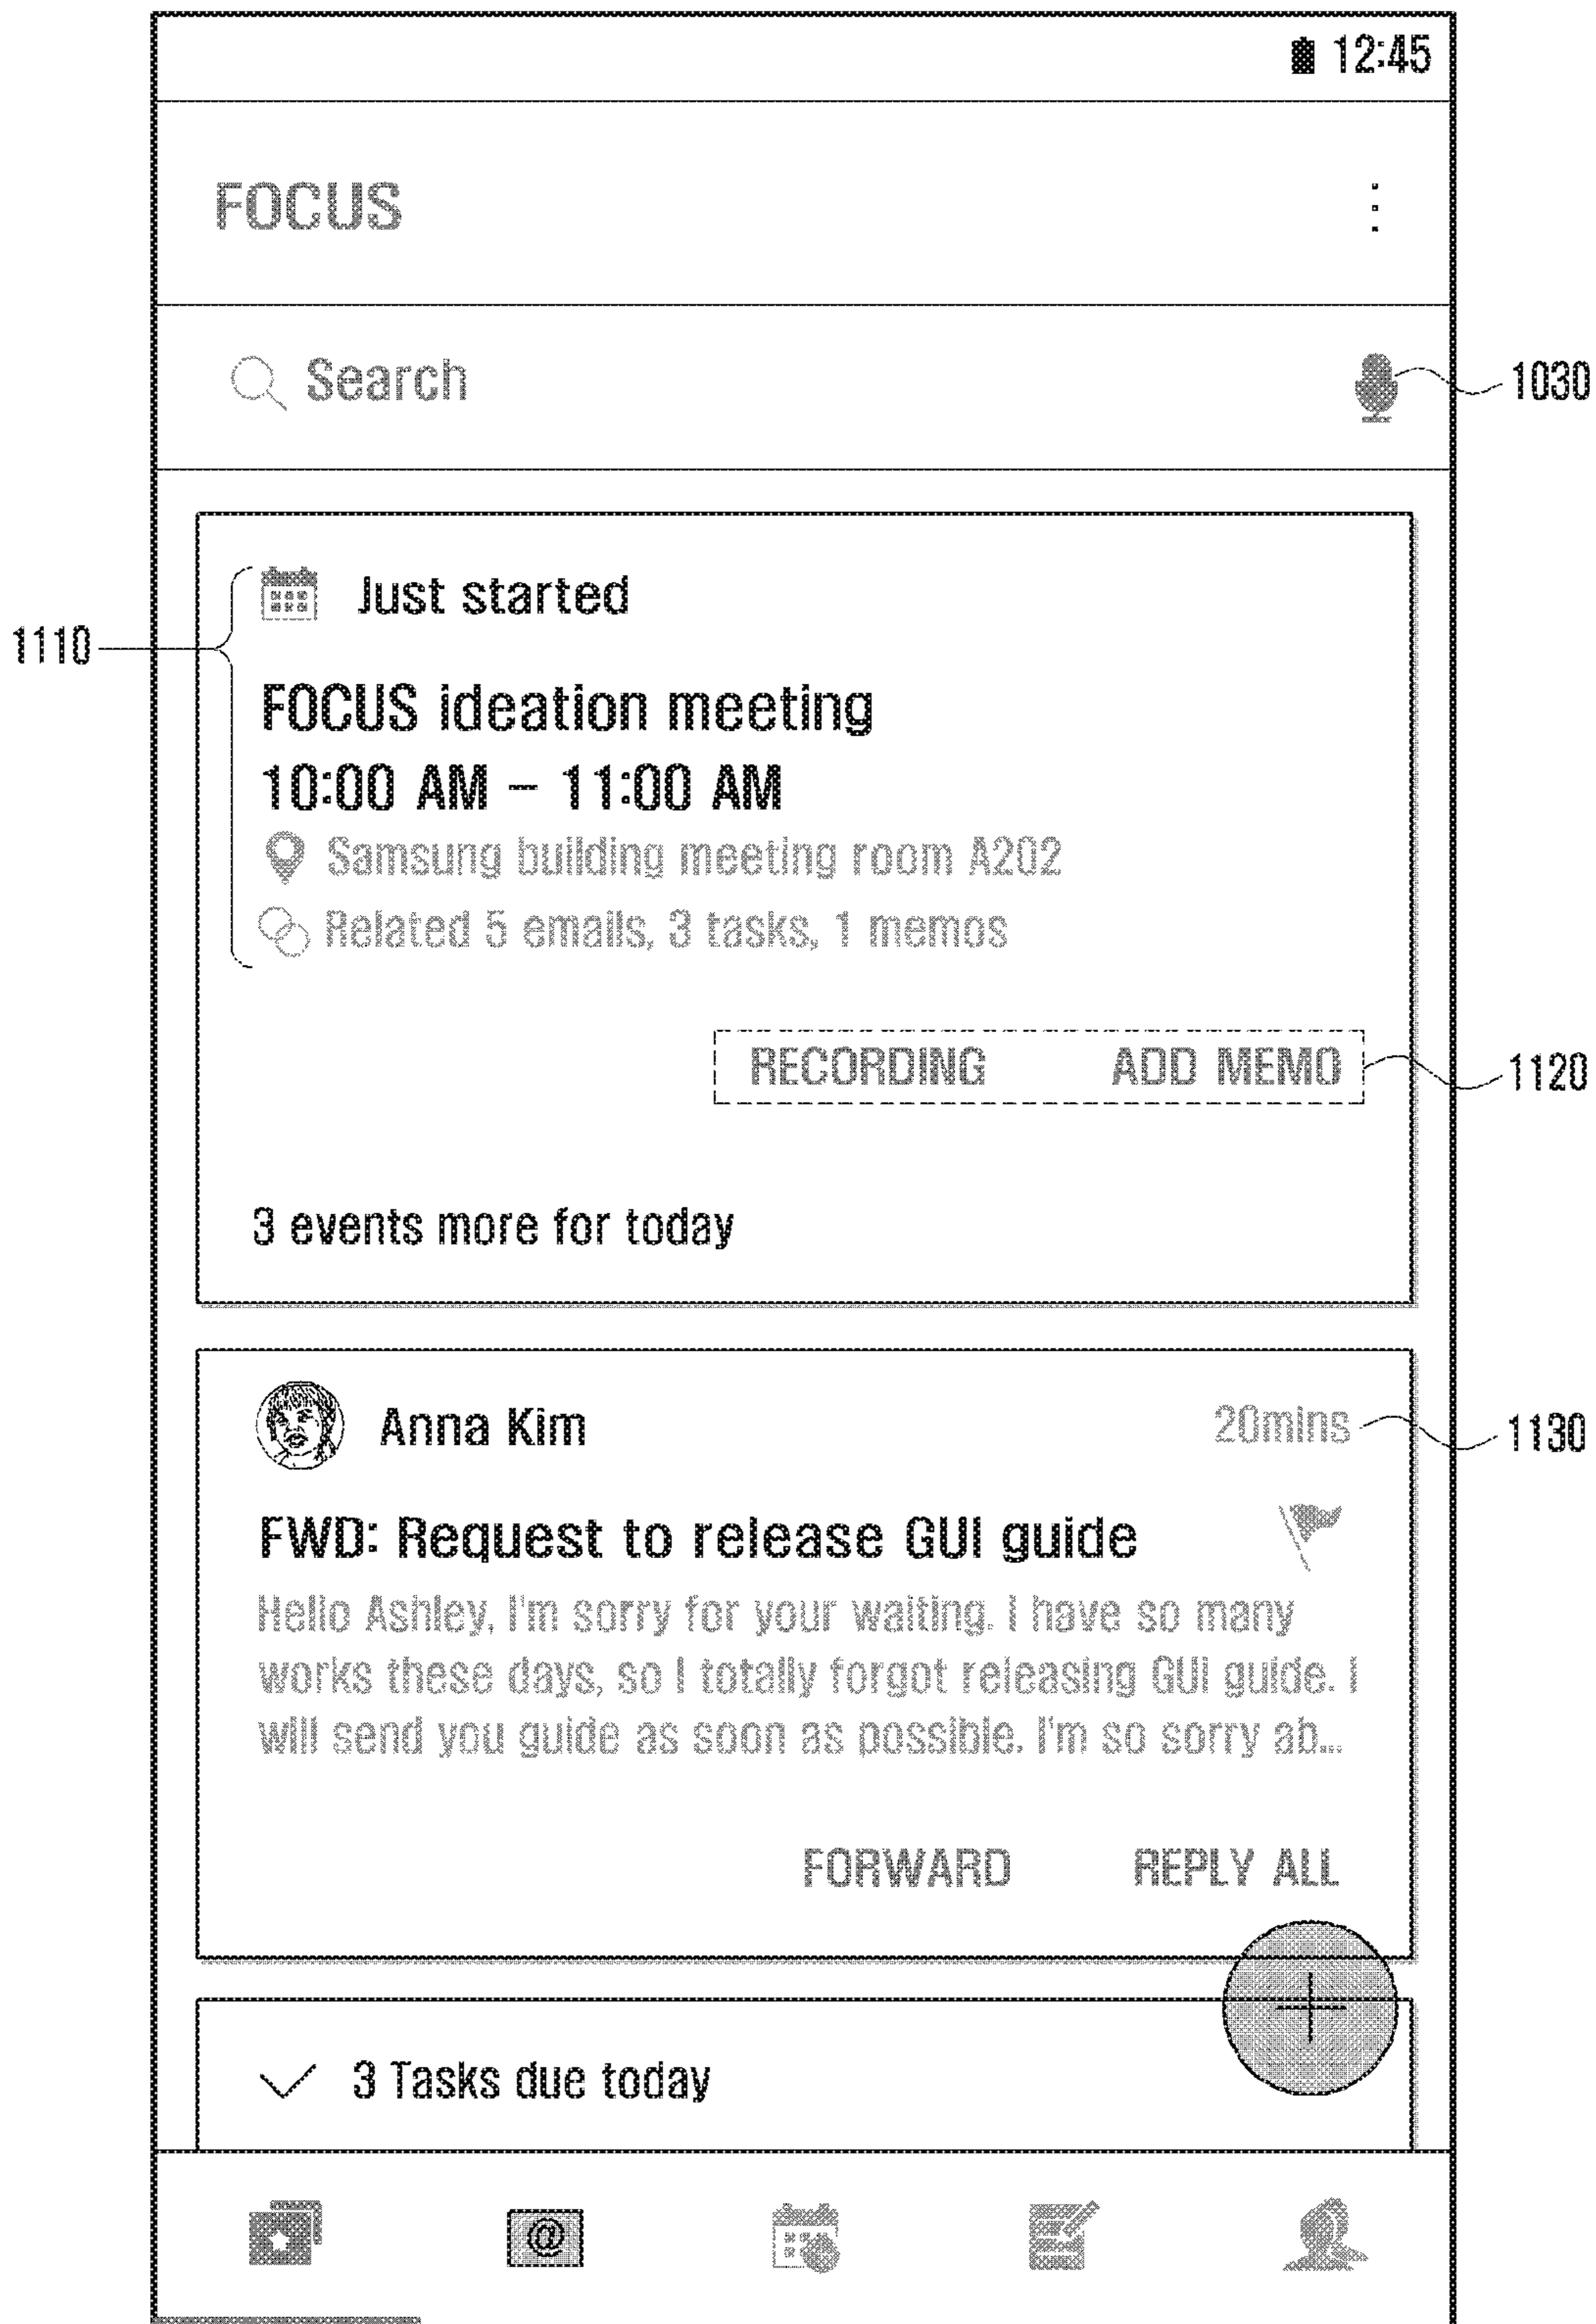 12:45
FOCUS
Search
1030
1110
Just started
FOCUS ideation meeting
10:00 AM – 11:00 AM
Samsung building meeting room A202
Related 5 emails, 3 tasks, 1 memos
RECORDING ADD MEMO
1120
3 events more for today
Anna Kim 20mins
1130
FWD: Request to release GUI guide
Hello Ashley, I'm sorry for your waiting. I have so many
works these days, so I totally forgot releasing GUI guide. I
will send you guide as soon as possible. I'm so sorry ab...
FORWARD REPLY ALL
3 Tasks due today
@